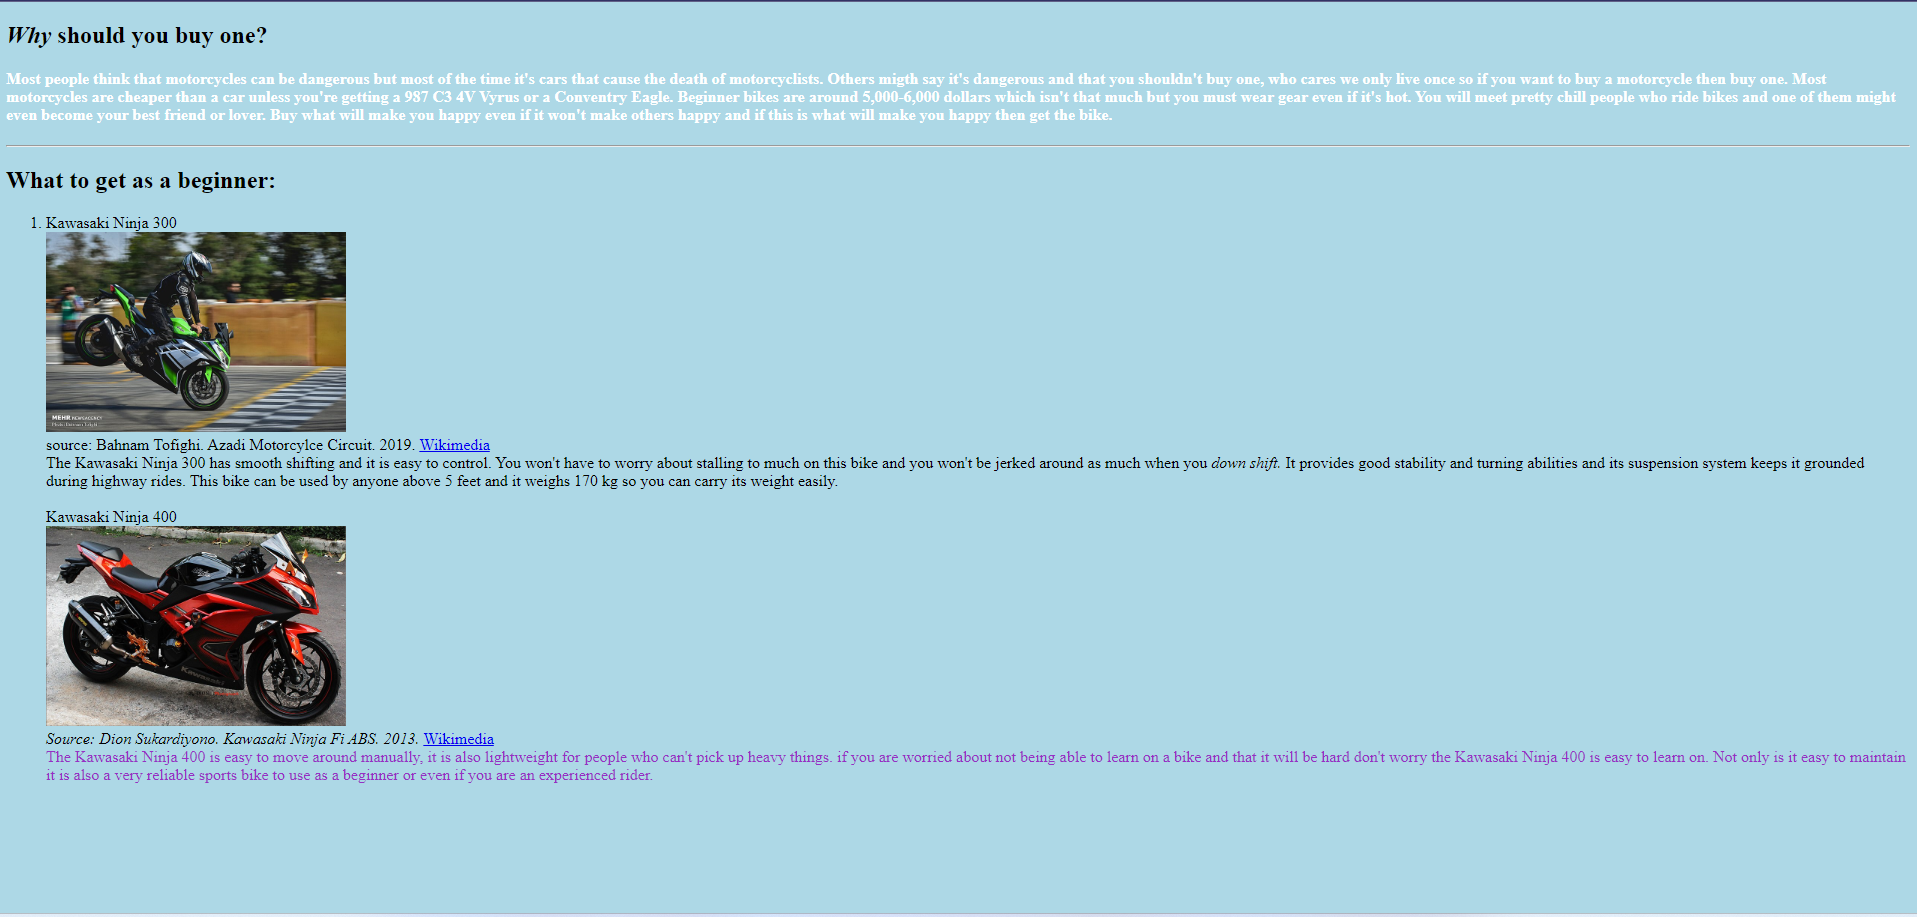 Why should you buy one?
Most people think that motorcycles can be dangerous but most of the time it's cars that cause the death of motorcyclists. Others migth say it's dangerous and that you shouldn't buy one, who cares we only live once so if you want to buy a motorcycle then buy one. Most
motorcycles are cheaper than a car unless you're getting a 987 C3 4V Vyrus or a Conventry Eagle. Beginner bikes are around 5,000-6,000 dollars which isn't that much but you must wear gear even if it's hot. You will meet pretty chill people who ride bikes and one of them might
even become your best friend or lover. Buy what will make you happy even if it won't make others happy and if this is what will make you happy then get the bike.
What to get as a beginner:
1. Kawasaki Ninja 300
MEHR NEWS AGENCY
source: Bahnam Tofighi. Azadi Motorcylce Circuit. 2019. Wikimedia
The Kawasaki Ninja 300 has smooth shifting and it is easy to control. You won't have to worry about stalling to much on this bike and you won't be jerked around as much when you down shift. It provides good stability and turning abilities and its suspension system keeps it grounded
during highway rides. This bike can be used by anyone above 5 feet and it weighs 170 kg so you can carry its weight easily.
Kawasaki Ninja 400
Kawasaki
Source: Dion Sukardiyono. Kawasaki Ninja Fi ABS. 2013. Wikimedia
The Kawasaki Ninja 400 is easy to move around manually, it is also lightweight for people who can't pick up heavy things. if you are worried about not being able to learn on a bike and that it will be hard don't worry the Kawasaki Ninja 400 is easy to learn on. Not only is it easy to maintain
it is also a very reliable sports bike to use as a beginner or even if you are an experienced rider.